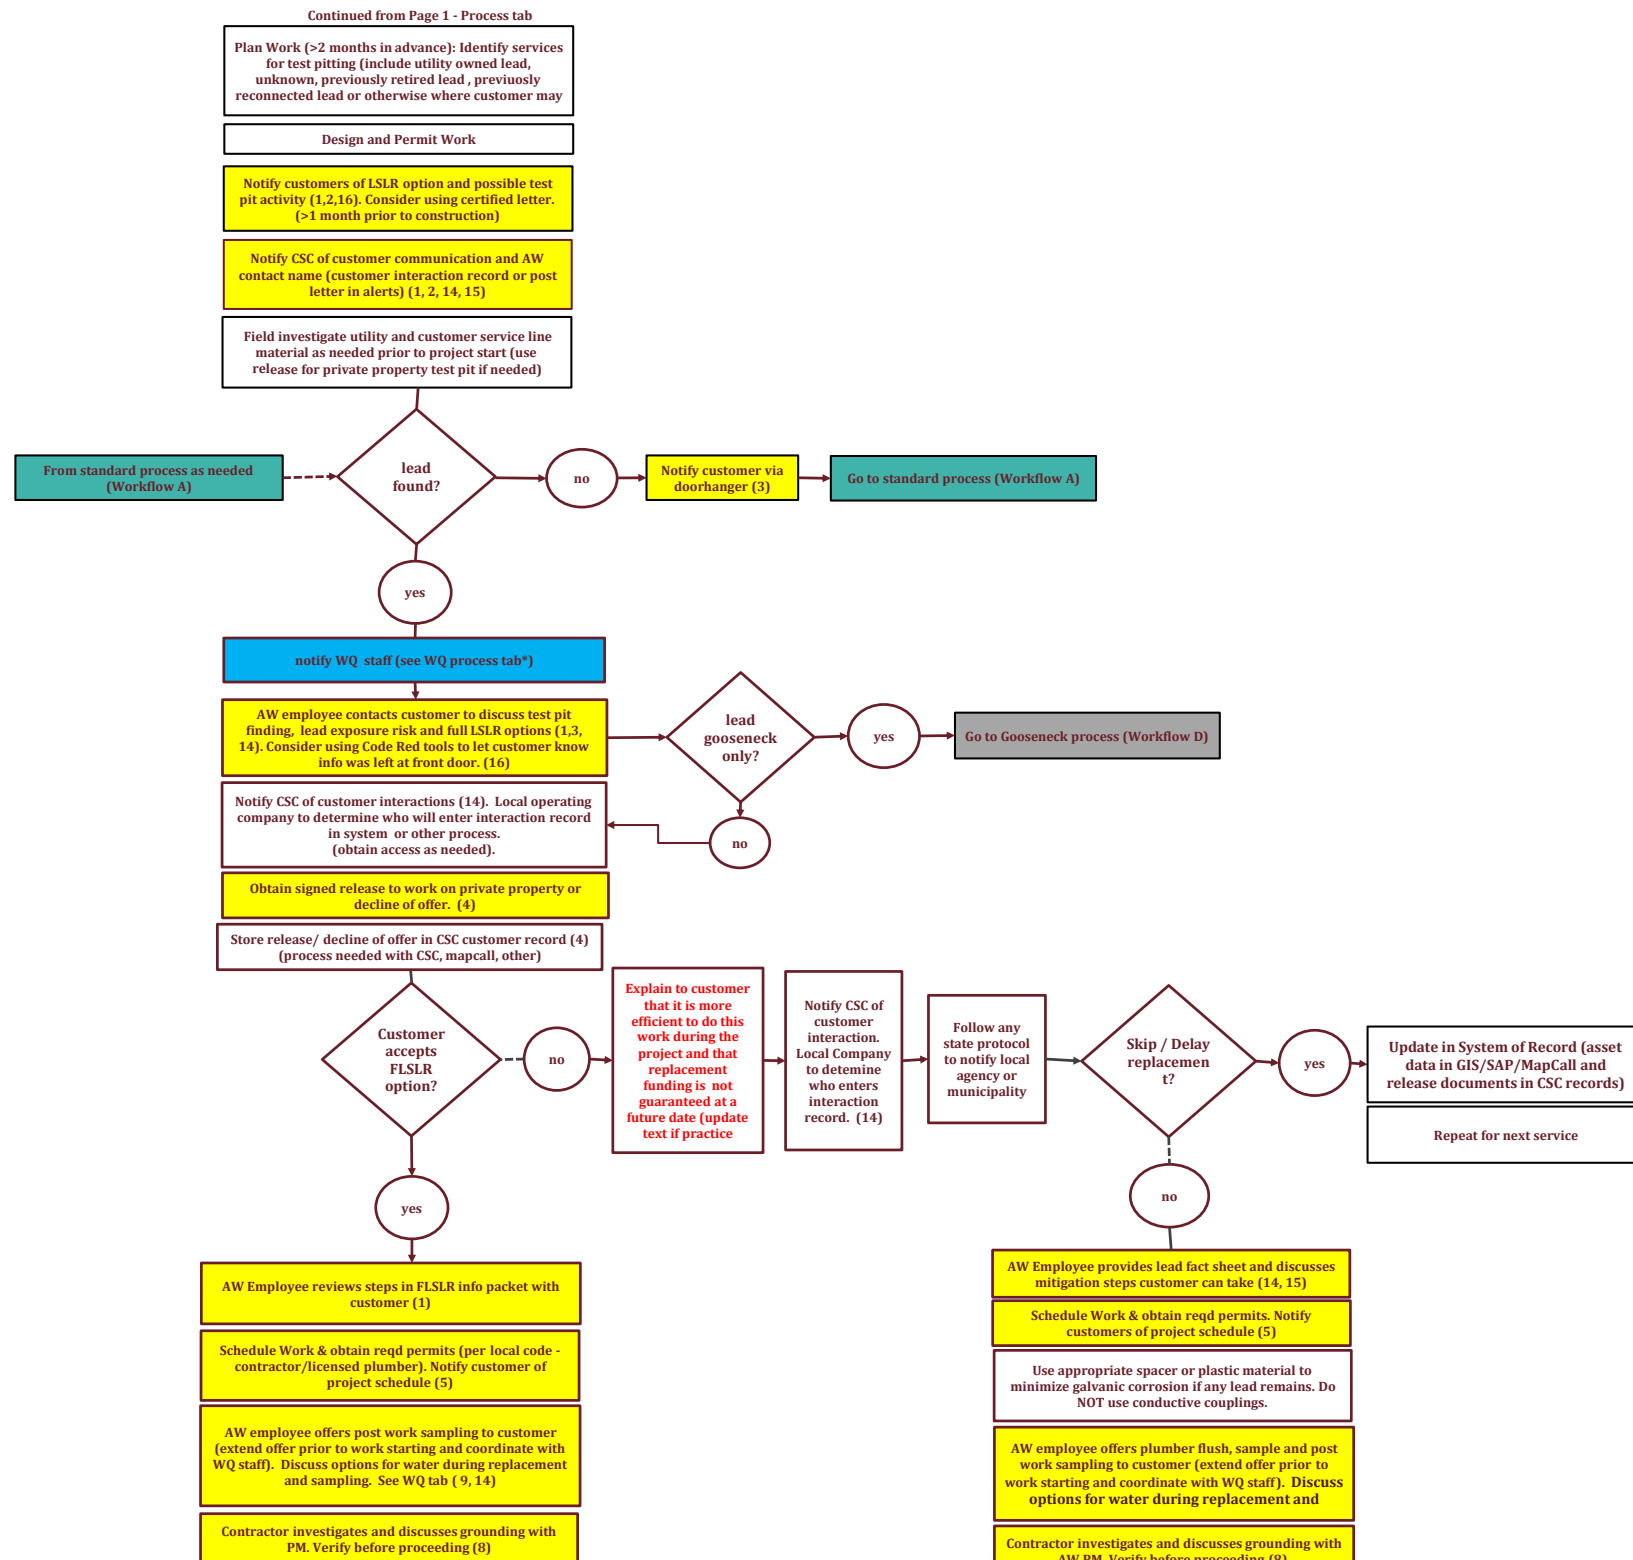 Continued from Page 1 - Process tab
Plan Work (>2 months in advance): Identify services
for test pitting (include utility owned lead,
unknown, previously retired lead , previuosly
reconnected lead or otherwise where customer may
Design and Permit Work
Notify customers of LSLR option and possible test
pit activity (1,2,16). Consider using certified letter.
(>1 month prior to construction)
Notify CSC of customer communication and AW
contact name (customer interaction record or post
letter in alerts) (1, 2, 14, 15)
Field investigate utility and customer service line
material as needed prior to project start (use
release for private property test pit if needed)
From standard process as needed
(Workflow A)
lead
found?
no
Notify customer via
doorhanger (3)
Go to standard process (Workflow A)
yes
notify WQ  staff (see WQ process tab*)
AW employee contacts customer to discuss test pit
finding,  lead exposure risk and full LSLR options (1,3,
14). Consider using Code Red tools to let customer know
info was left at front door. (16)
lead
gooseneck
only?
yes
Go to Gooseneck process (Workflow D)
Notify CSC of customer interactions (14).  Local operating
company to determine who will enter interaction record
in system  or other process.
(obtain access as needed).
no
Obtain signed release to work on private property or
decline of offer.  (4)
Store release/ decline of offer in CSC customer record (4)
(process needed with CSC, mapcall, other)
Customer
accepts
FLSLR
option?
no
Explain to customer
that it is more
efficient to do this
work during the
project and that
replacement
funding is  not
guaranteed at a
future date (update
text if practice
Notify CSC of
customer
interaction.
Local Company
to detemine
who enters
interaction
record.  (14)
Follow any
state protocol
to notify local
agency or
municipality
Skip / Delay
replacemen
t?
yes
Update in System of Record (asset
data in GIS/SAP/MapCall and
release documents in CSC records)
Repeat for next service
yes
no
AW Employee reviews steps in FLSLR info packet with
customer (1)
Schedule Work & obtain reqd permits (per local code -
contractor/licensed plumber). Notify customer of
project schedule (5)
AW employee offers post work sampling to customer
(extend offer prior to work starting and coordinate with
WQ staff).  Discuss options for water during replacement
and sampling.  See WQ tab ( 9, 14)
Contractor investigates and discusses grounding with
PM. Verify before proceeding (8)
AW Employee provides lead fact sheet and discusses
mitigation steps customer can take (14, 15)
Schedule Work & obtain reqd permits. Notify
customers of project schedule (5)
Use appropriate spacer or plastic material to
minimize galvanic corrosion if any lead remains. Do
NOT use conductive couplings.
AW employee offers plumber flush, sample and post
work sampling to customer (extend offer prior to
work starting and coordinate with WQ staff).  Discuss
options for water during replacement and
Contractor investigates and discusses grounding with
AW PM. Verify before proceeding (8)